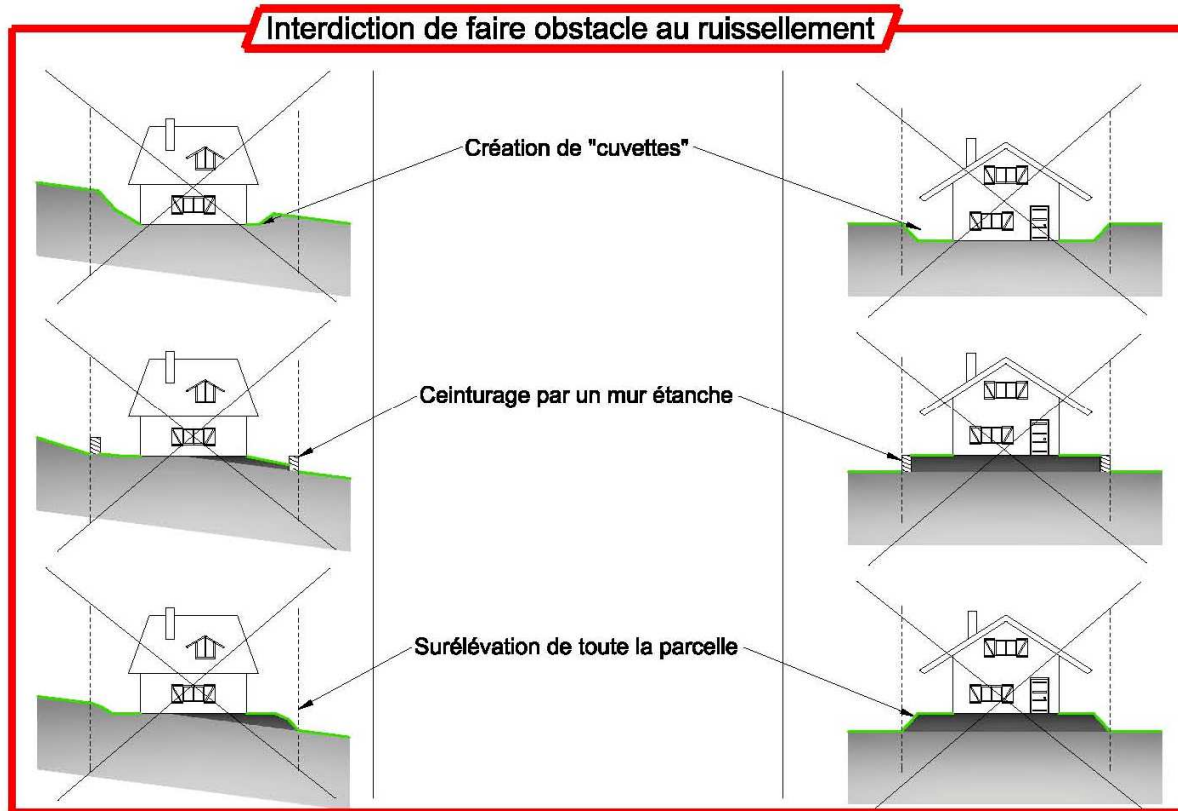 Interdiction de faire obstacle au ruissellement
Création de "cuvettes"
Ceinturage par un mur étanche
Surélévation de toute la parcelle